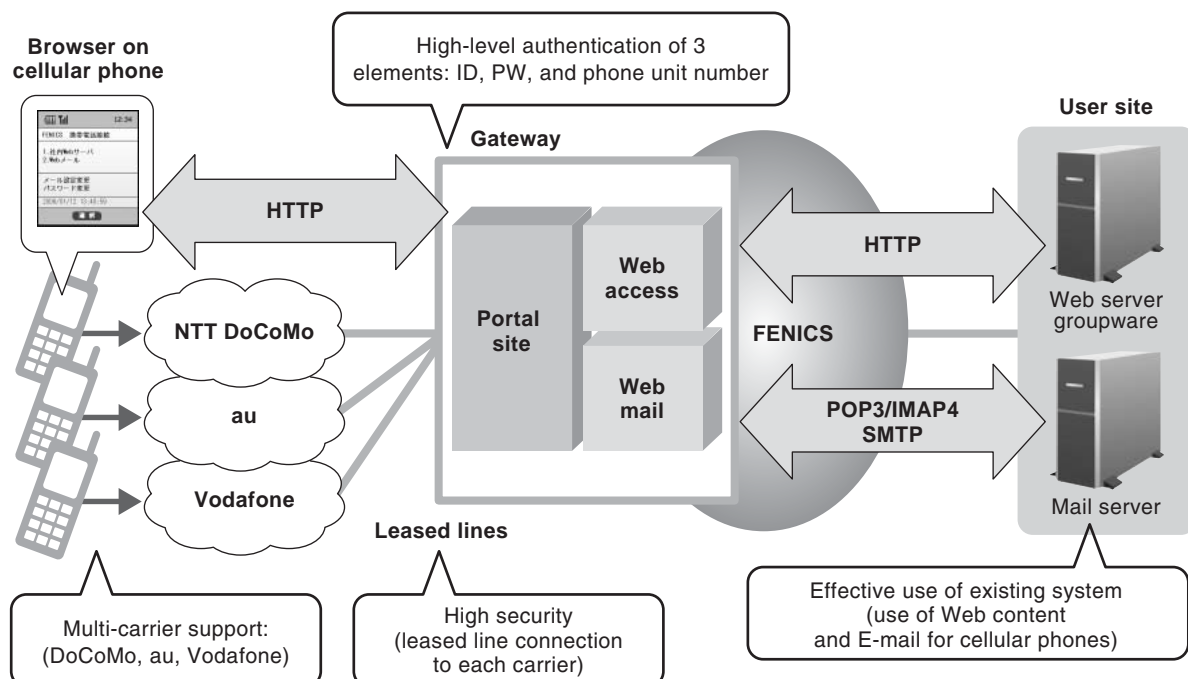 Browser on
cellular phone
12:34
FENICS 携帯電話接続
1.社内Webサーバ
2.Webメール
メール設定変更
パスワード変更
選択
High-level authentication of 3
elements: ID, PW, and phone unit number
Gateway
User site
HTTP
NTT DoCoMo
au
Vodafone
Portal
site
Web
access
Web
mail
FENICS
HTTP
POP3/IMAP4
SMTP
Web server
groupware
Mail server
Leased lines
Multi-carrier support:
(DoCoMo, au, Vodafone)
High security
(leased line connection
to each carrier)
Effective use of existing system
(use of Web content
and E-mail for cellular phones)